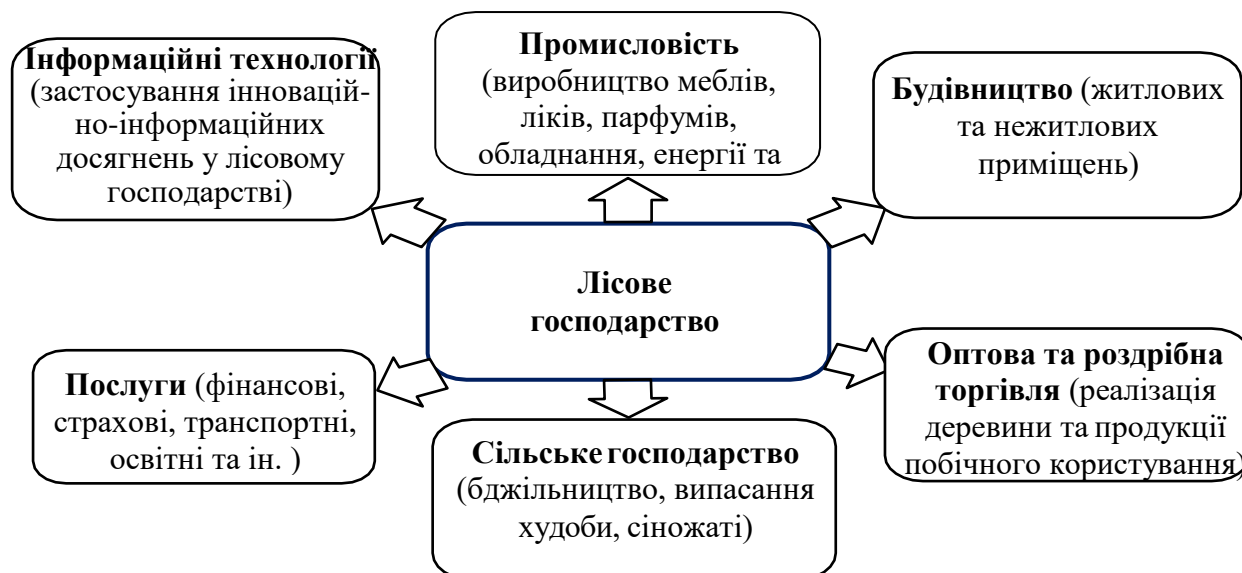 Інформаційні технології
(застосування інновацій-
но-інформаційних
досягнень у лісовому
господарстві)
Промисловість
(виробництво меблів,
ліків, парфумів,
обладнання, енергії та
Будівництво (житлових
та нежитлових
приміщень)
Лісове
господарство
Послуги (фінансові,
страхові, транспортні,
освітні та ін. )
Сільське господарство
(бджільництво, випасання
худоби, сіножаті)
Оптова та роздрібна
торгівля (реалізація
деревини та продукції
побічного користування)